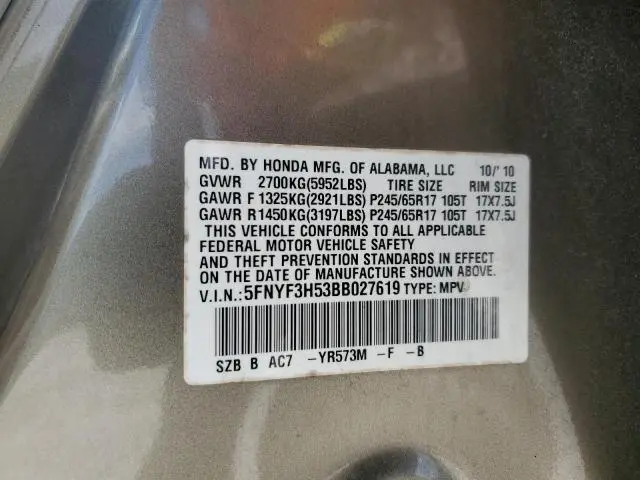 MFD. BY HONDA MFG. OF ALABAMA, LLC 10/' 10
GVWR 2700KG(5952LBS) TIRE SIZE RIM SIZE
GAWR F 1325KG(2921LBS) P245/65R17 105T 17X7.5J
GAWR R 1450KG(3197LBS) P245/65R17 105T 17X7.5J
THIS VEHICLE CONFORMS TO ALL APPLICABLE
FEDERAL MOTOR VEHICLE SAFETY
AND THEFT PREVENTION STANDARDS IN EFFECT
ON THE DATE OF MANUFACTURE SHOWN ABOVE.
V.I.N.: 5FNYF3H53BB027619 TYPE: MPV
SZB B AC7 -YR573M -F -B